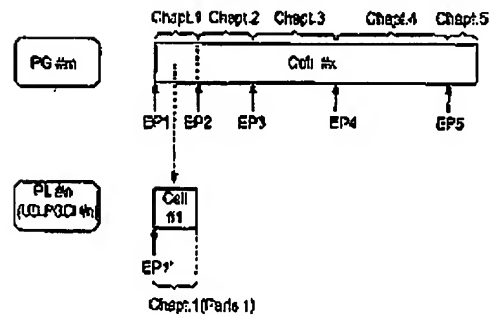 Chapt.1 Chapt.2 Chapt.3 Chapt.4 Chapt.5
PG #m
Cell #x
EP1 EP2 EP3 EP4 EP5
PL #n
(UD_PGCI #n)
Cell
#1
EP1'
Chapt.1(Parts 1)